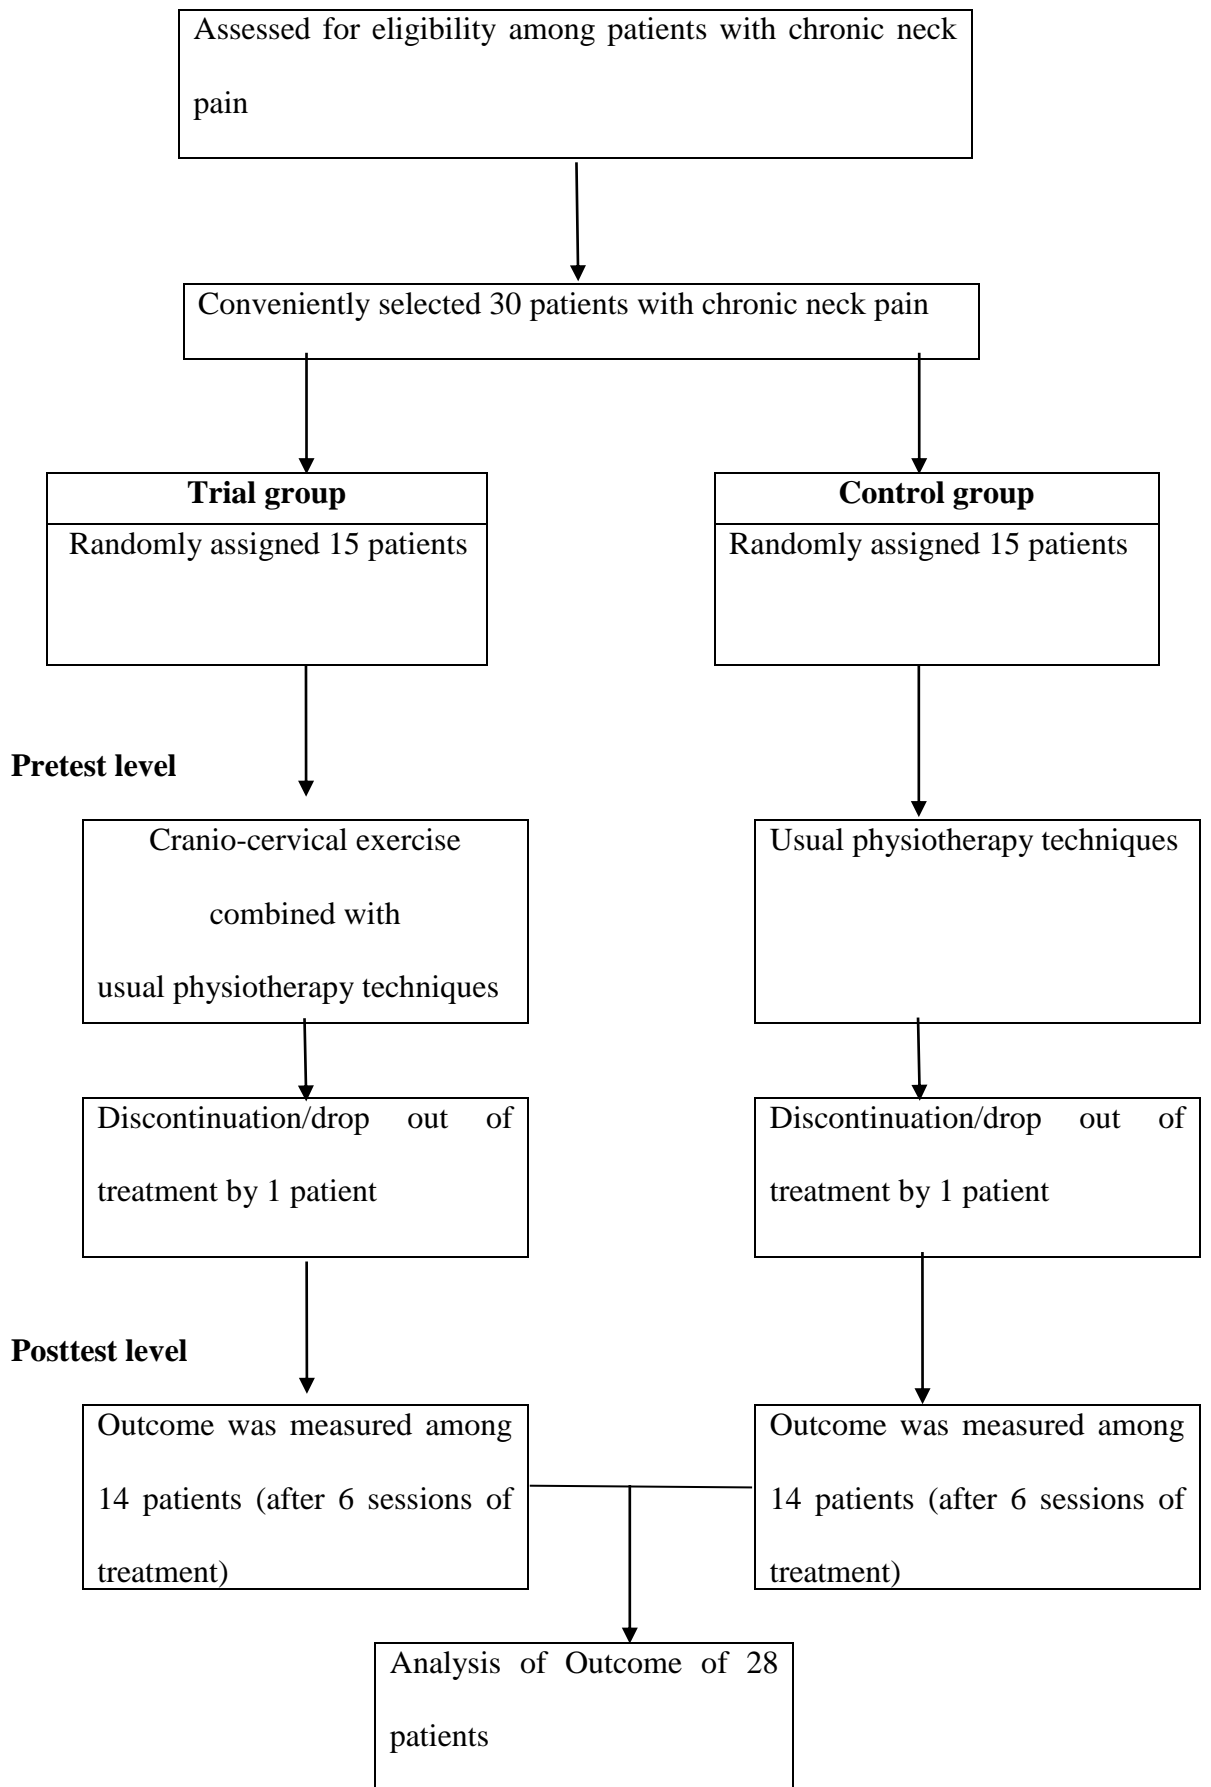 Assessed for eligibility among patients with chronic neck
pain
Conveniently selected 30 patients with chronic neck pain
Trial group
Randomly assigned 15 patients
Control group
Randomly assigned 15 patients
Pretest level
Cranio-cervical exercise
combined with
usual physiotherapy techniques
Usual physiotherapy techniques
Discontinuation/drop out of
treatment by 1 patient
Discontinuation/drop out of
treatment by 1 patient
Posttest level
Outcome was measured among
14 patients (after 6 sessions of
treatment)
Outcome was measured among
14 patients (after 6 sessions of
treatment)
Analysis of Outcome of 28
patients